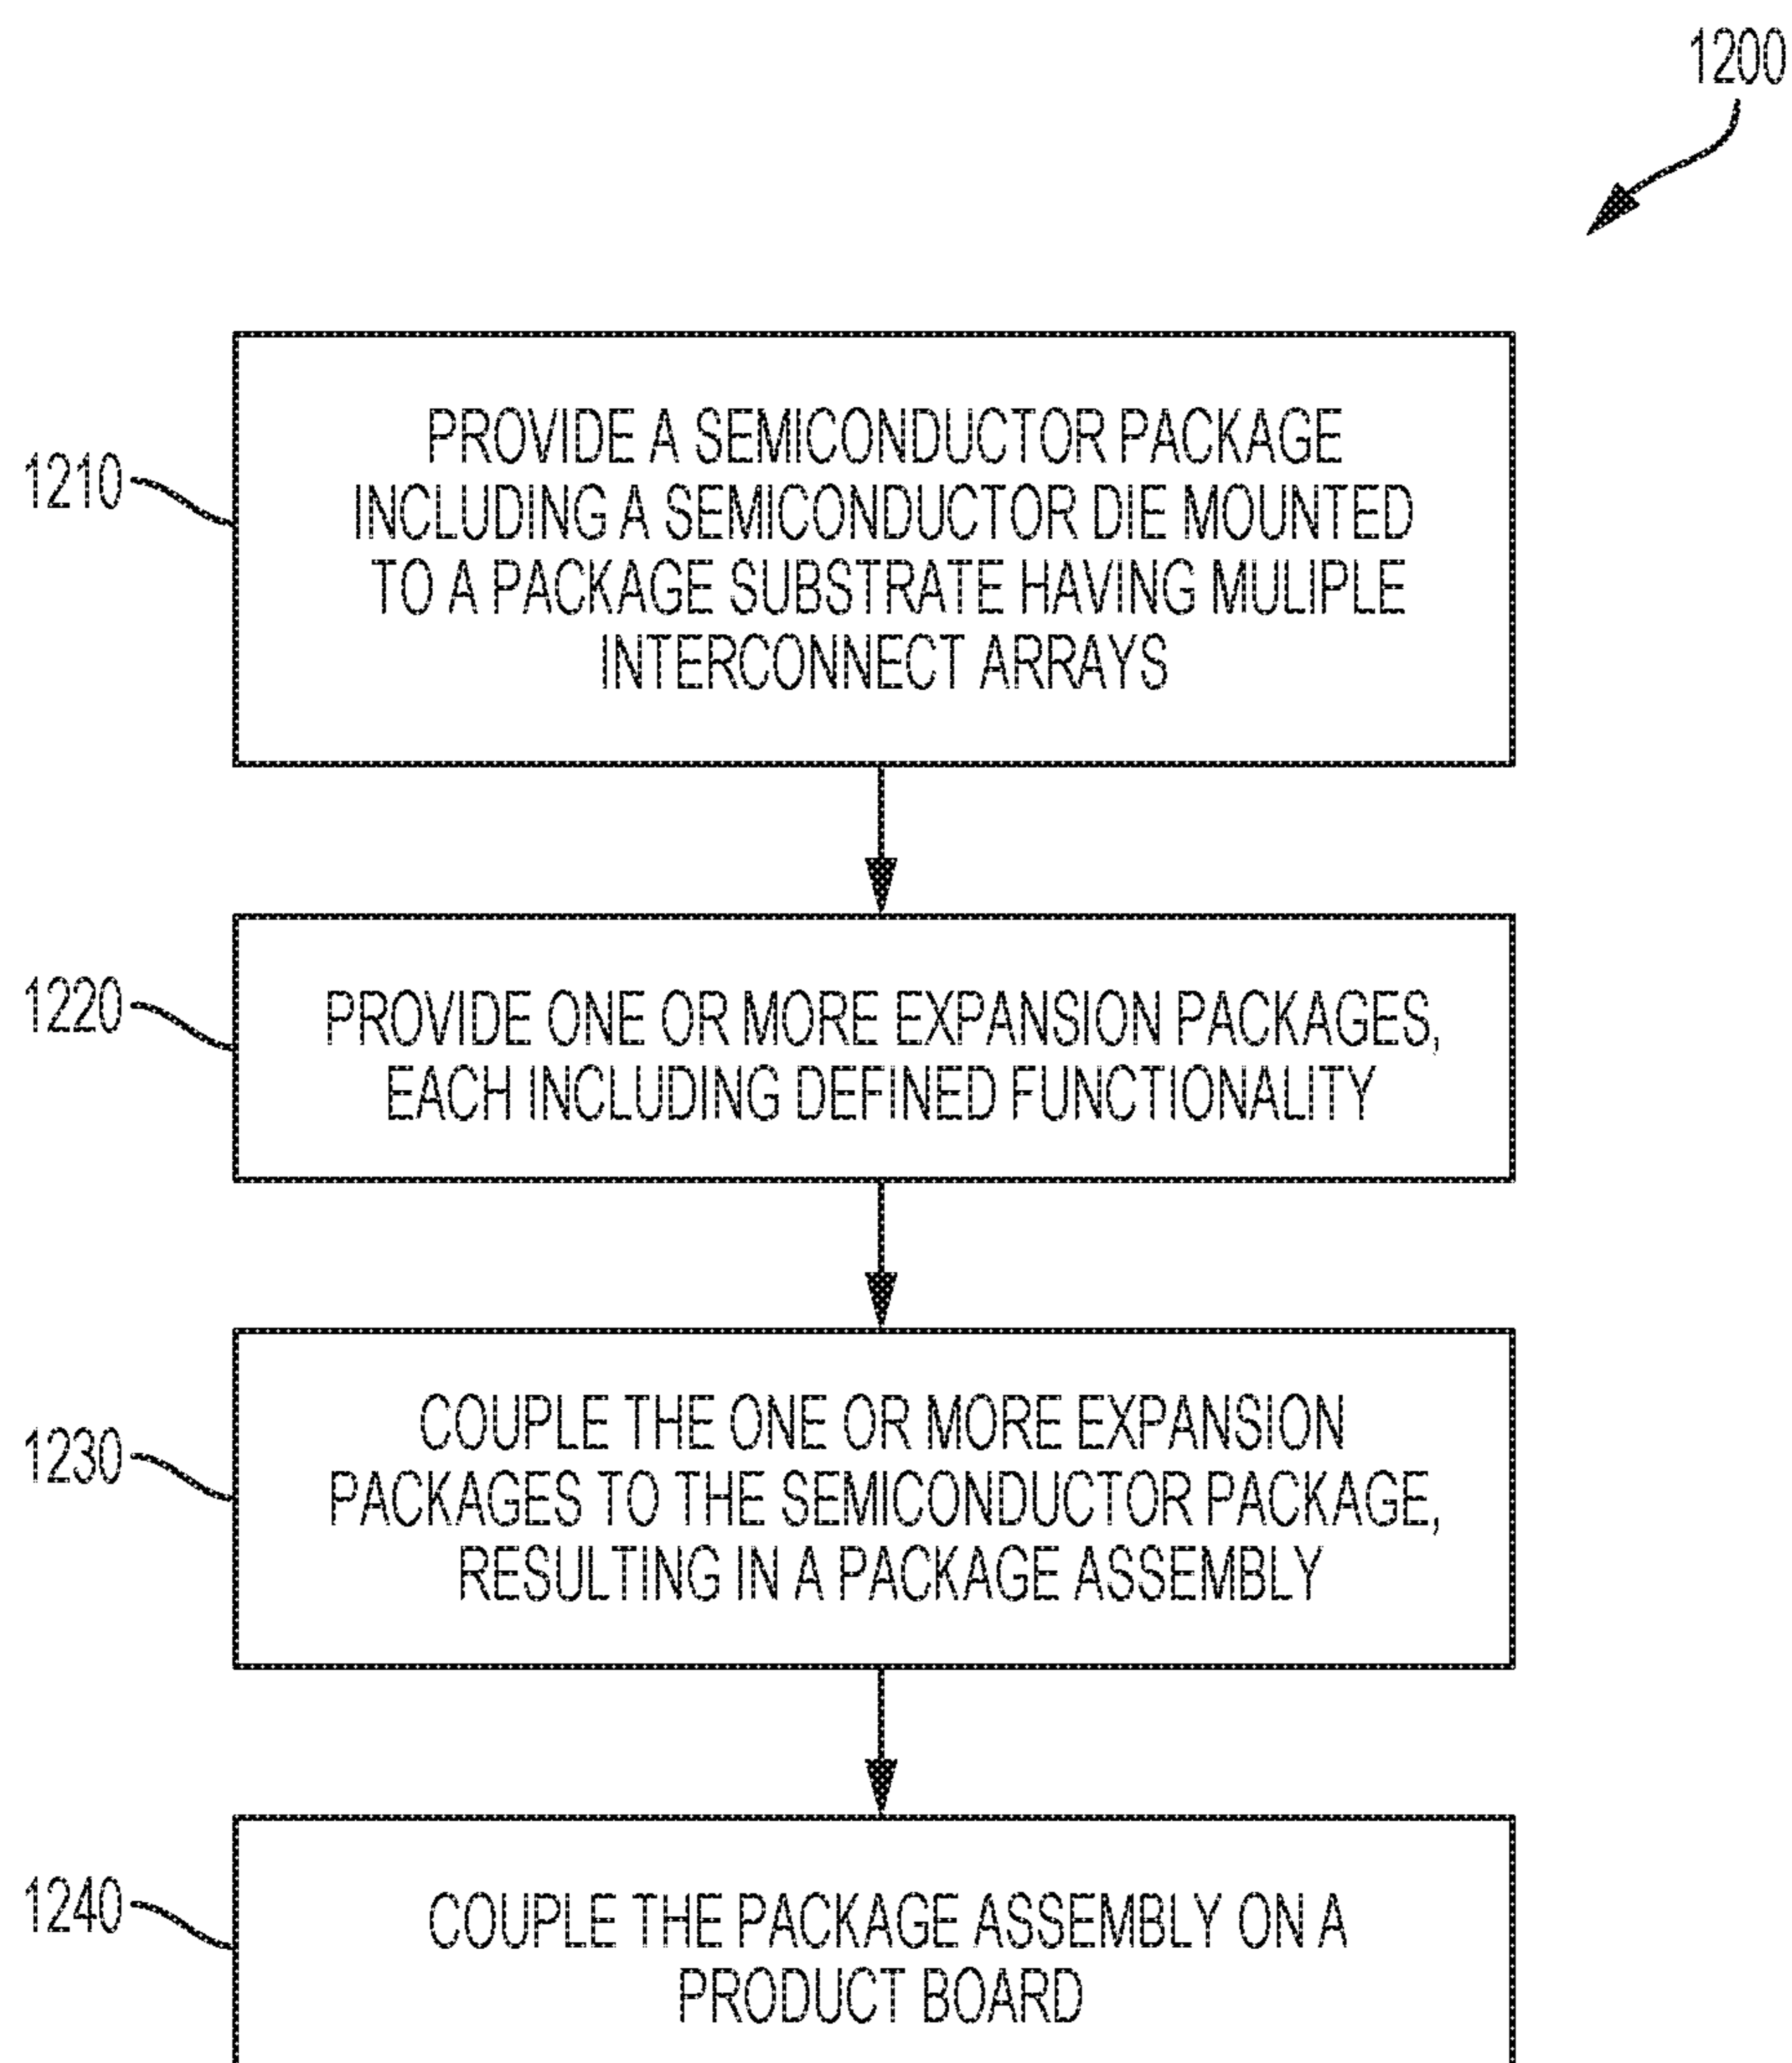 1200
1210
PROVIDE A SEMICONDUCTOR PACKAGE
INCLUDING A SEMICONDUCTOR DIE MOUNTED
TO A PACKAGE SUBSTRATE HAVING MULIPLE
INTERCONNECT ARRAYS
1220
PROVIDE ONE OR MORE EXPANSION PACKAGES,
EACH INCLUDING DEFINED FUNCTIONALITY
1230
COUPLE THE ONE OR MORE EXPANSION
PACKAGES TO THE SEMICONDUCTOR PACKAGE,
RESULTING IN A PACKAGE ASSEMBLY
1240
COUPLE THE PACKAGE ASSEMBLY ON A
PRODUCT BOARD